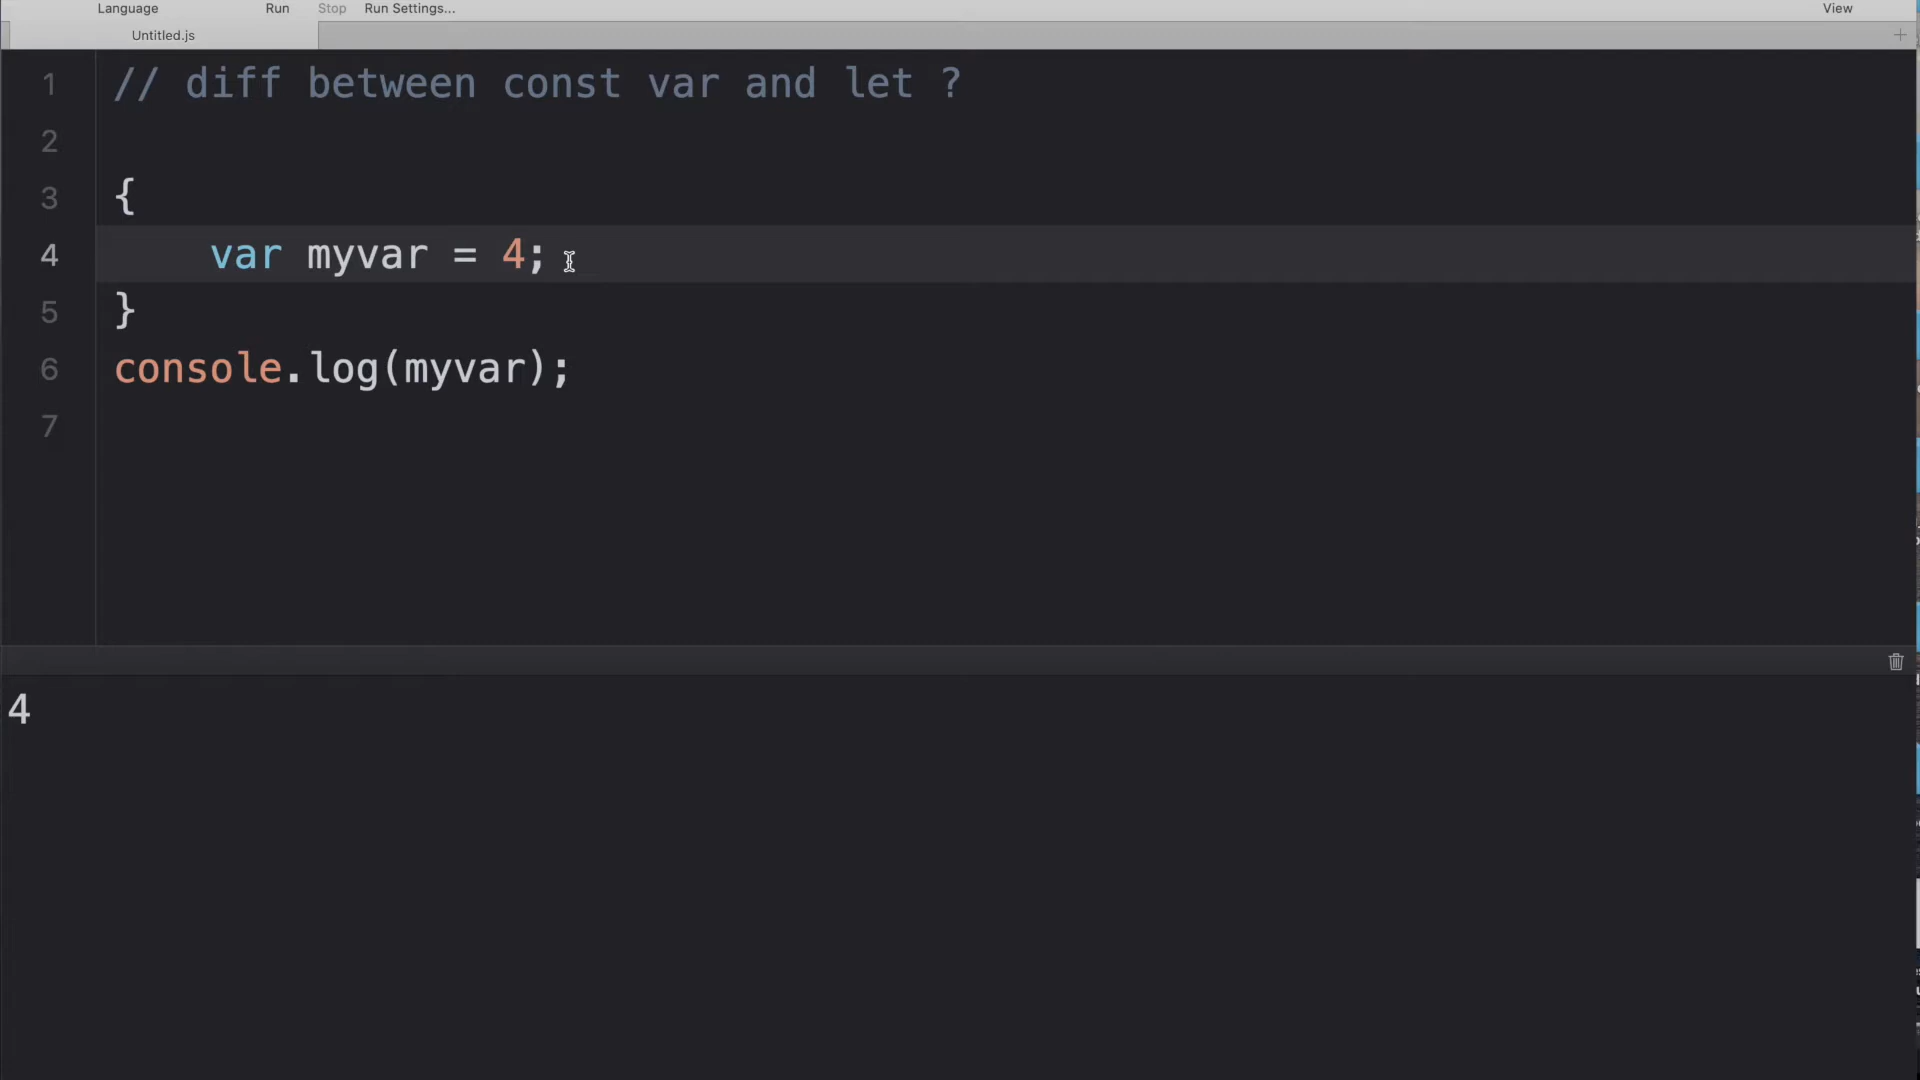 Language Run Stop Run Settings... View
Untitled.js
1 // diff between const var and let ?
2
3 {
4 var myvar = 4;
5 }
6 console.log(myvar);
7
4